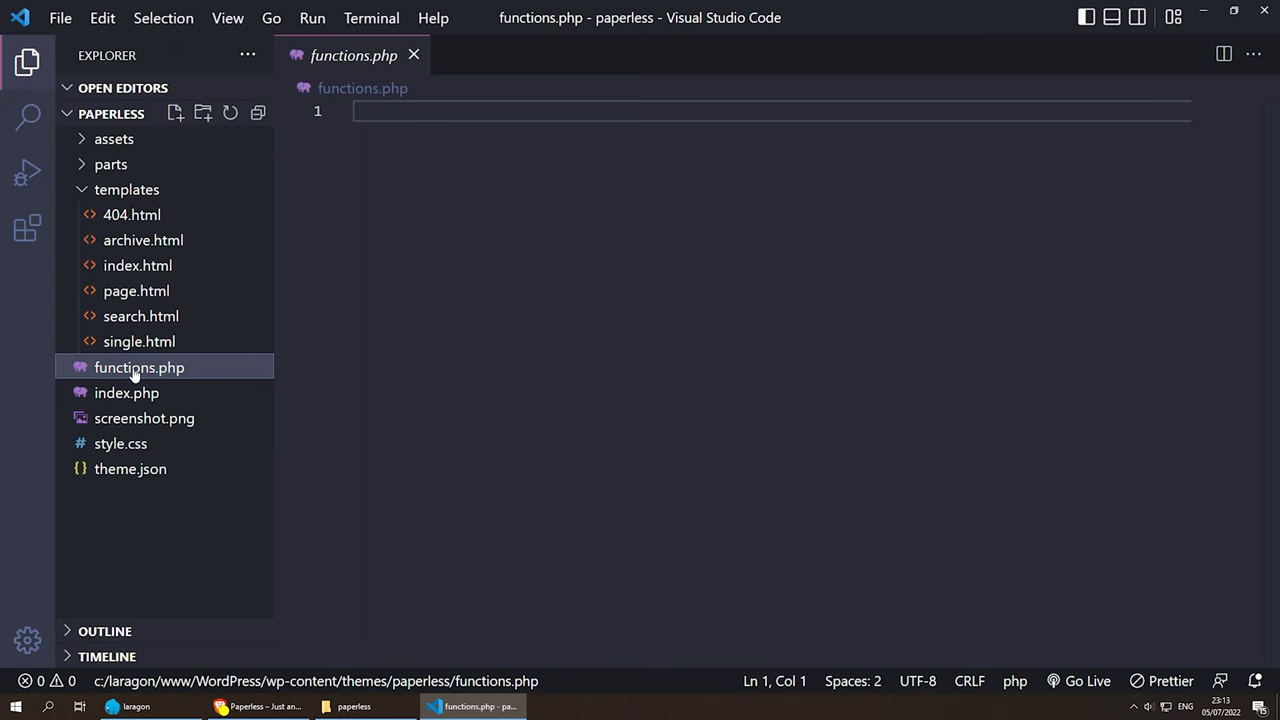 File Edit Selection View Go Run Terminal Help functions.php - paperless - Visual Studio Code
EXPLORER
functions.php
OPEN EDITORS
functions.php
PAPERLESS
1
assets
parts
templates
404.html
archive.html
index.html
page.html
search.html
single.html
functions.php
index.php
screenshot.png
# style.css
{} theme.json
OUTLINE
TIMELINE
0 0 c:/laragon/www/WordPress/wp-content/themes/paperless/functions.php Ln 1, Col 1 Spaces: 2 UTF-8 CRLF php Go Live Prettier
laragon Paperless – Just an... paperless functions.php - pa... ENG 23:13
05/07/2022 15